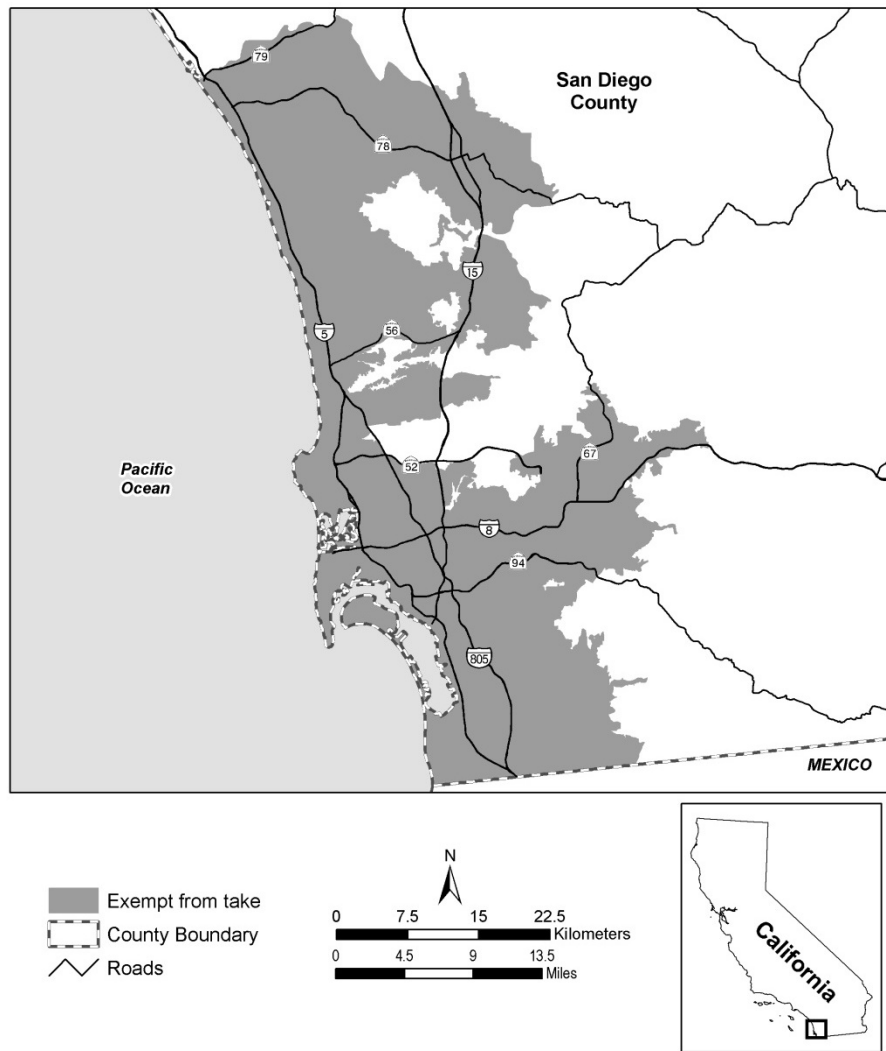 79
San Diego
County
78
15
5
56
Pacific
Ocean
52
67
8
94
805
MEXICO
N
Exempt from take
County Boundary
Roads
0 7.5 15 22.5
Kilometers
0 4.5 9 13.5
Miles
California